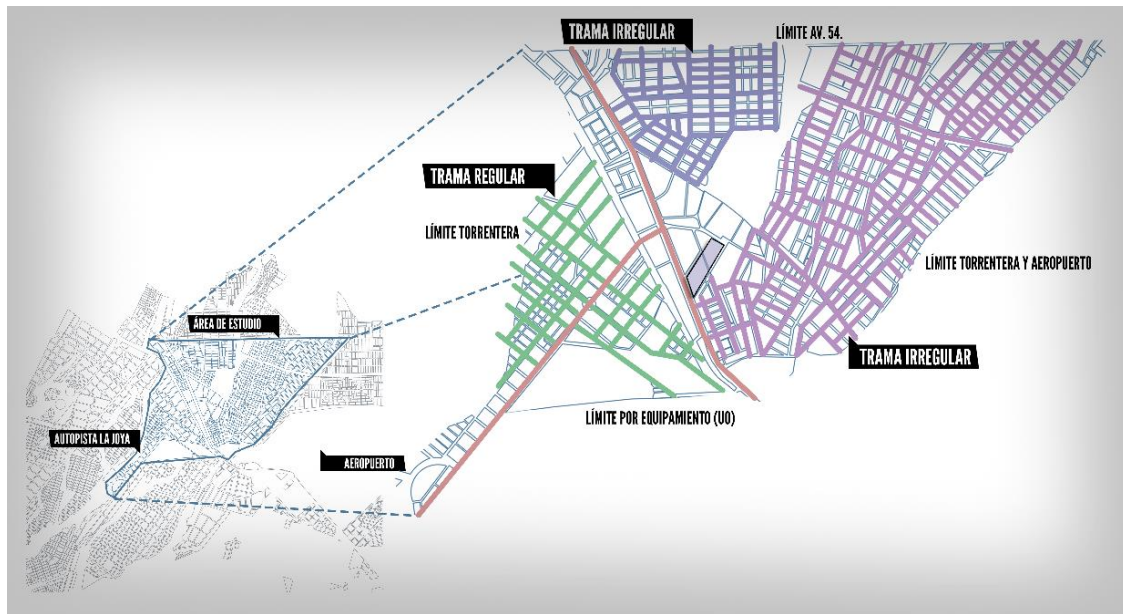 TRAMA IRREGULAR
LÍMITE AV. 54.
TRAMA REGULAR
LÍMITE TORRENTERA
LÍMITE TORRENTERA Y AEROPUERTO
ÁREA DE ESTUDIO
TRAMA IRREGULAR
LÍMITE POR EQUIPAMIENTO (UO)
AUTOPISTA LA JOYA
AEROPUERTO